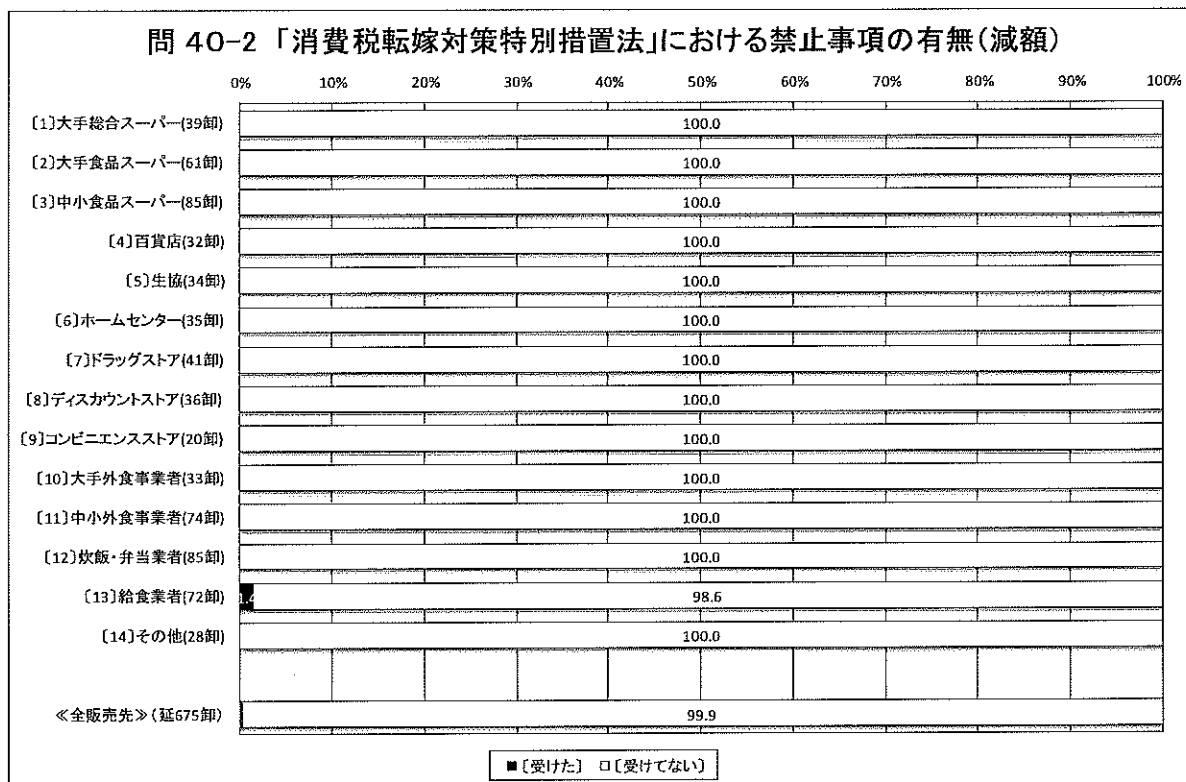 問 40-2 「消費税転嫁対策特別措置法」における禁止事項の有無(減額)
0% 10% 20% 30% 40% 50% 60% 70% 80% 90% 100%
〔1〕大手総合スーパー(39卸) 100.0
〔2〕大手食品スーパー(61卸) 100.0
〔3〕中小食品スーパー(85卸) 100.0
〔4〕百貨店(32卸) 100.0
〔5〕生協(34卸) 100.0
〔6〕ホームセンター(35卸) 100.0
〔7〕ドラッグストア(41卸) 100.0
〔8〕ディスカウントストア(36卸) 100.0
〔9〕コンビニエンスストア(20卸) 100.0
〔10〕大手外食事業者(33卸) 100.0
〔11〕中小外食事業者(74卸) 100.0
〔12〕炊飯・弁当業者(85卸) 100.0
〔13〕給食業者(72卸) 1.4 98.6
〔14〕その他(28卸) 100.0
≪全販売先≫(延675卸) 99.9
■〔受けた〕 □〔受けてない〕